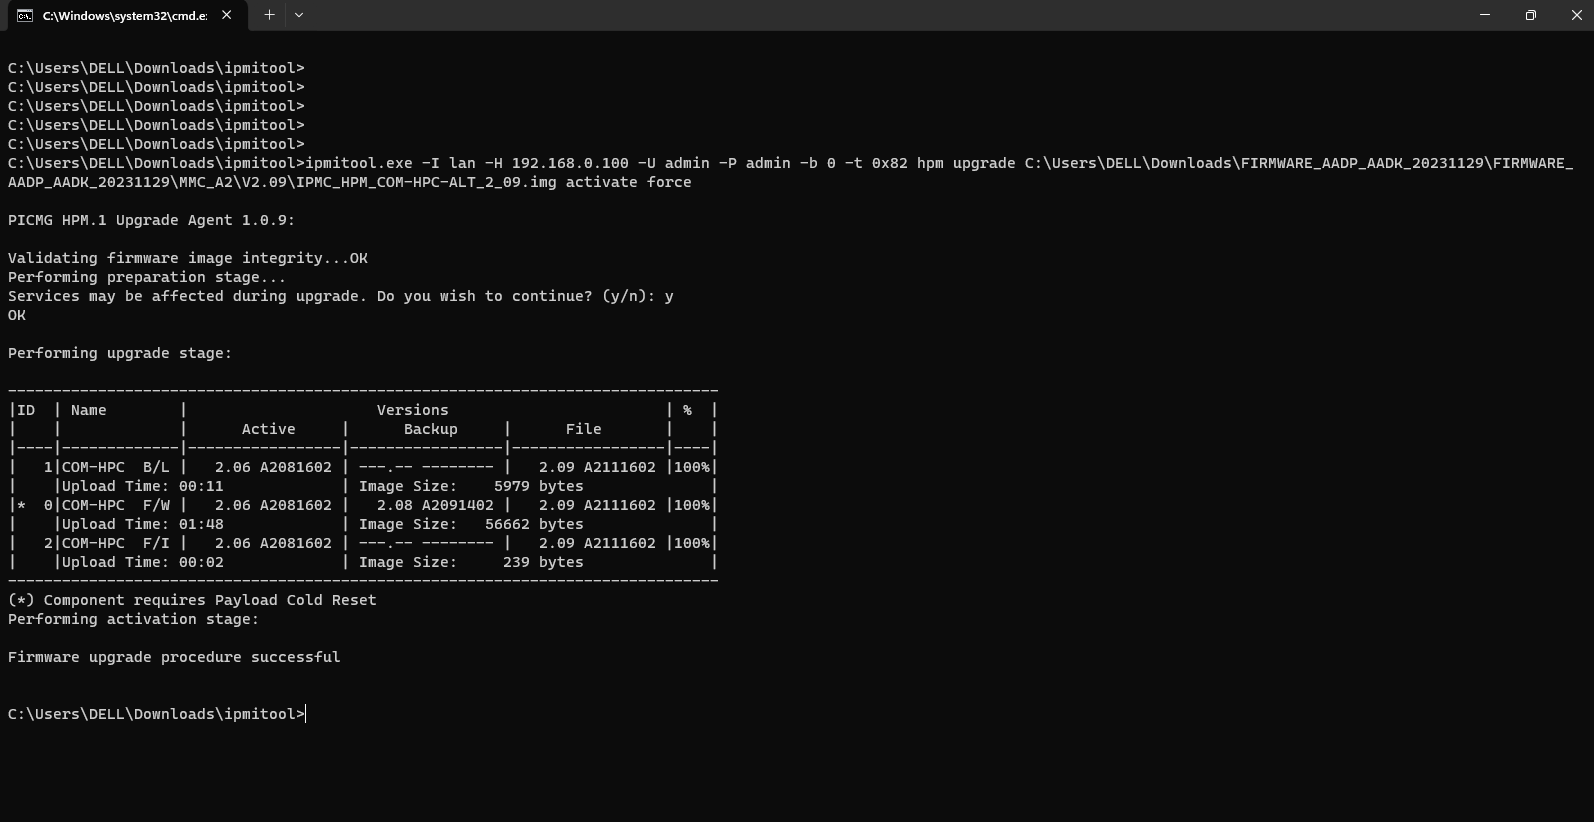 C:\Windows\system32\cmd.e:
C:\Users\DELL\Downloads\ipmitool>
C:\Users\DELL\Downloads\ipmitool>
C:\Users\DELL\Downloads\ipmitool>
C:\Users\DELL\Downloads\ipmitool>
C:\Users\DELL\Downloads\ipmitool>
C:\Users\DELL\Downloads\ipmitool>ipmitool.exe -I lan -H 192.168.0.100 -U admin -P admin -b 0 -t 0x82 hpm upgrade C:\Users\DELL\Downloads\FIRMWARE_AADP_AADK_20231129\FIRMWARE_
AADP_AADK_20231129\MMC_A2\V2.09\IPMC_HPM_COM-HPC-ALT_2_09.img activate force
PICMG HPM.1 Upgrade Agent 1.0.9:
Validating firmware image integrity...OK
Performing preparation stage...
Services may be affected during upgrade. Do you wish to continue? (y/n): y
OK
Performing upgrade stage:
-------------------------------------------------------------------------------
|ID  | Name        |                     Versions                        | %  |
|    |             |      Active     |      Backup     |      File       |    |
|----|-------------|-----------------|-----------------|-----------------|----|
|   1|COM-HPC  B/L |   2.06 A2081602 | ---.-- -------- |   2.09 A2111602 |100%|
|    |Upload Time: 00:11             | Image Size:    5979 bytes              |
|*  0|COM-HPC  F/W |   2.06 A2081602 |   2.08 A2091402 |   2.09 A2111602 |100%|
|    |Upload Time: 01:48             | Image Size:   56662 bytes              |
|   2|COM-HPC  F/I |   2.06 A2081602 | ---.-- -------- |   2.09 A2111602 |100%|
|    |Upload Time: 00:02             | Image Size:     239 bytes              |
-------------------------------------------------------------------------------
(*) Component requires Payload Cold Reset
Performing activation stage:
Firmware upgrade procedure successful
C:\Users\DELL\Downloads\ipmitool>